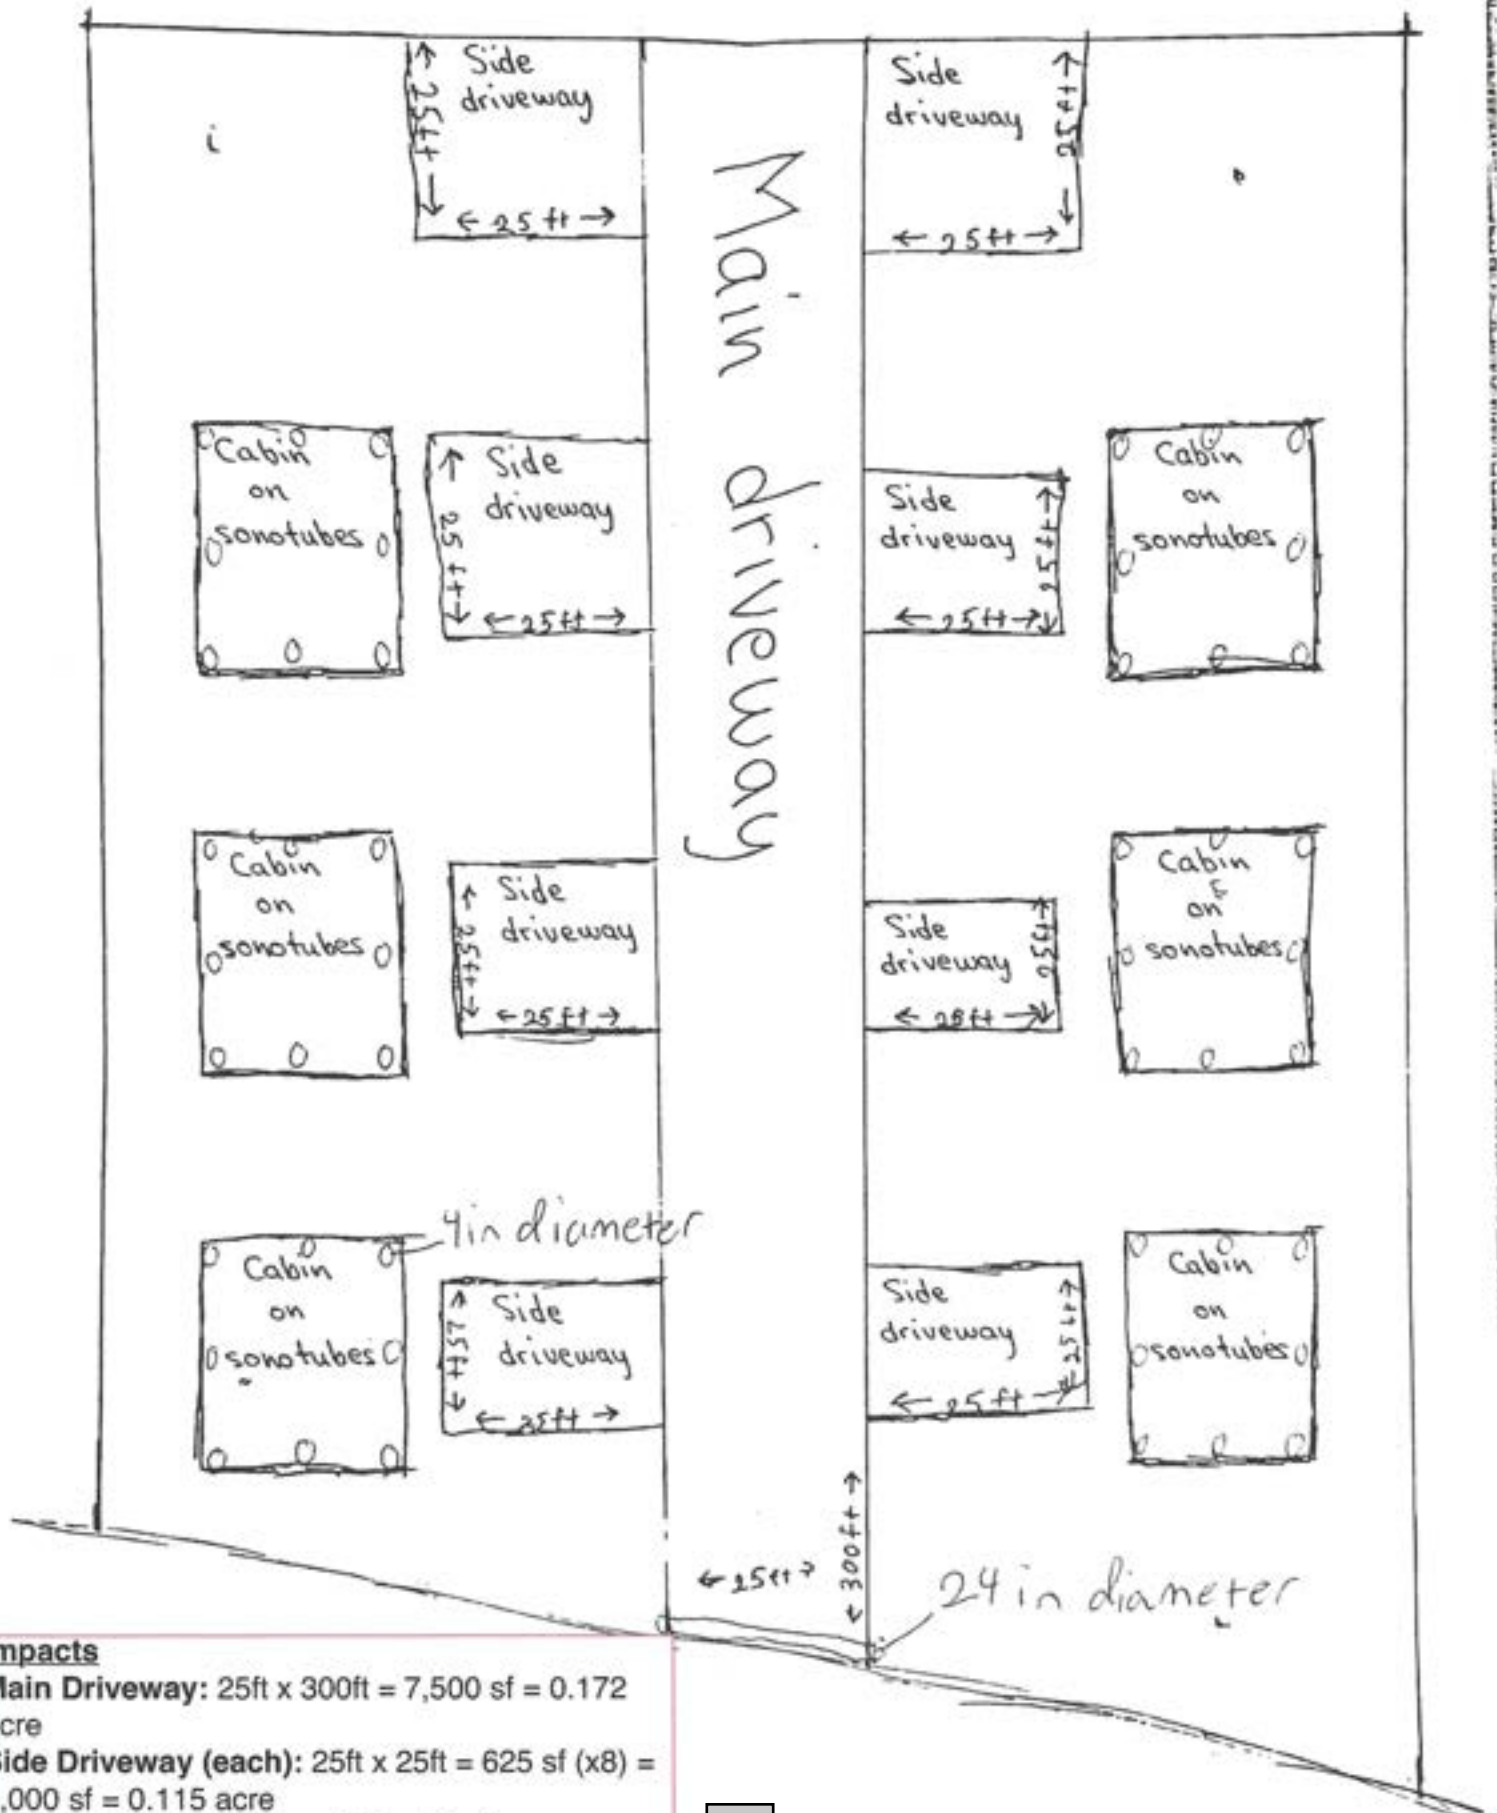 Side
driveway
25ft
25 ft
Side
driveway
25ft
25ft
Main driveway
Cabin
on
sonotubes
Side
driveway
25 ft
25ft
Side
driveway
25ft
25ft
Cabin
on
sonotubes
Cabin
on
sonotubes
Side
driveway
25ft
25ft
Side
driveway
25ft
25ft
Cabin
on
sonotubes
4in diameter
Cabin
on
sonotubes
Side
driveway
25ft
25ft
Side
driveway
25ft
25ft
Cabin
on
sonotubes
25ft
300ft
24 in diameter
mpacts
Main Driveway: 25ft x 300ft = 7,500 sf = 0.172
cre
Side Driveway (each): 25ft x 25ft = 625 sf (x8) =
,000 sf = 0.115 acre